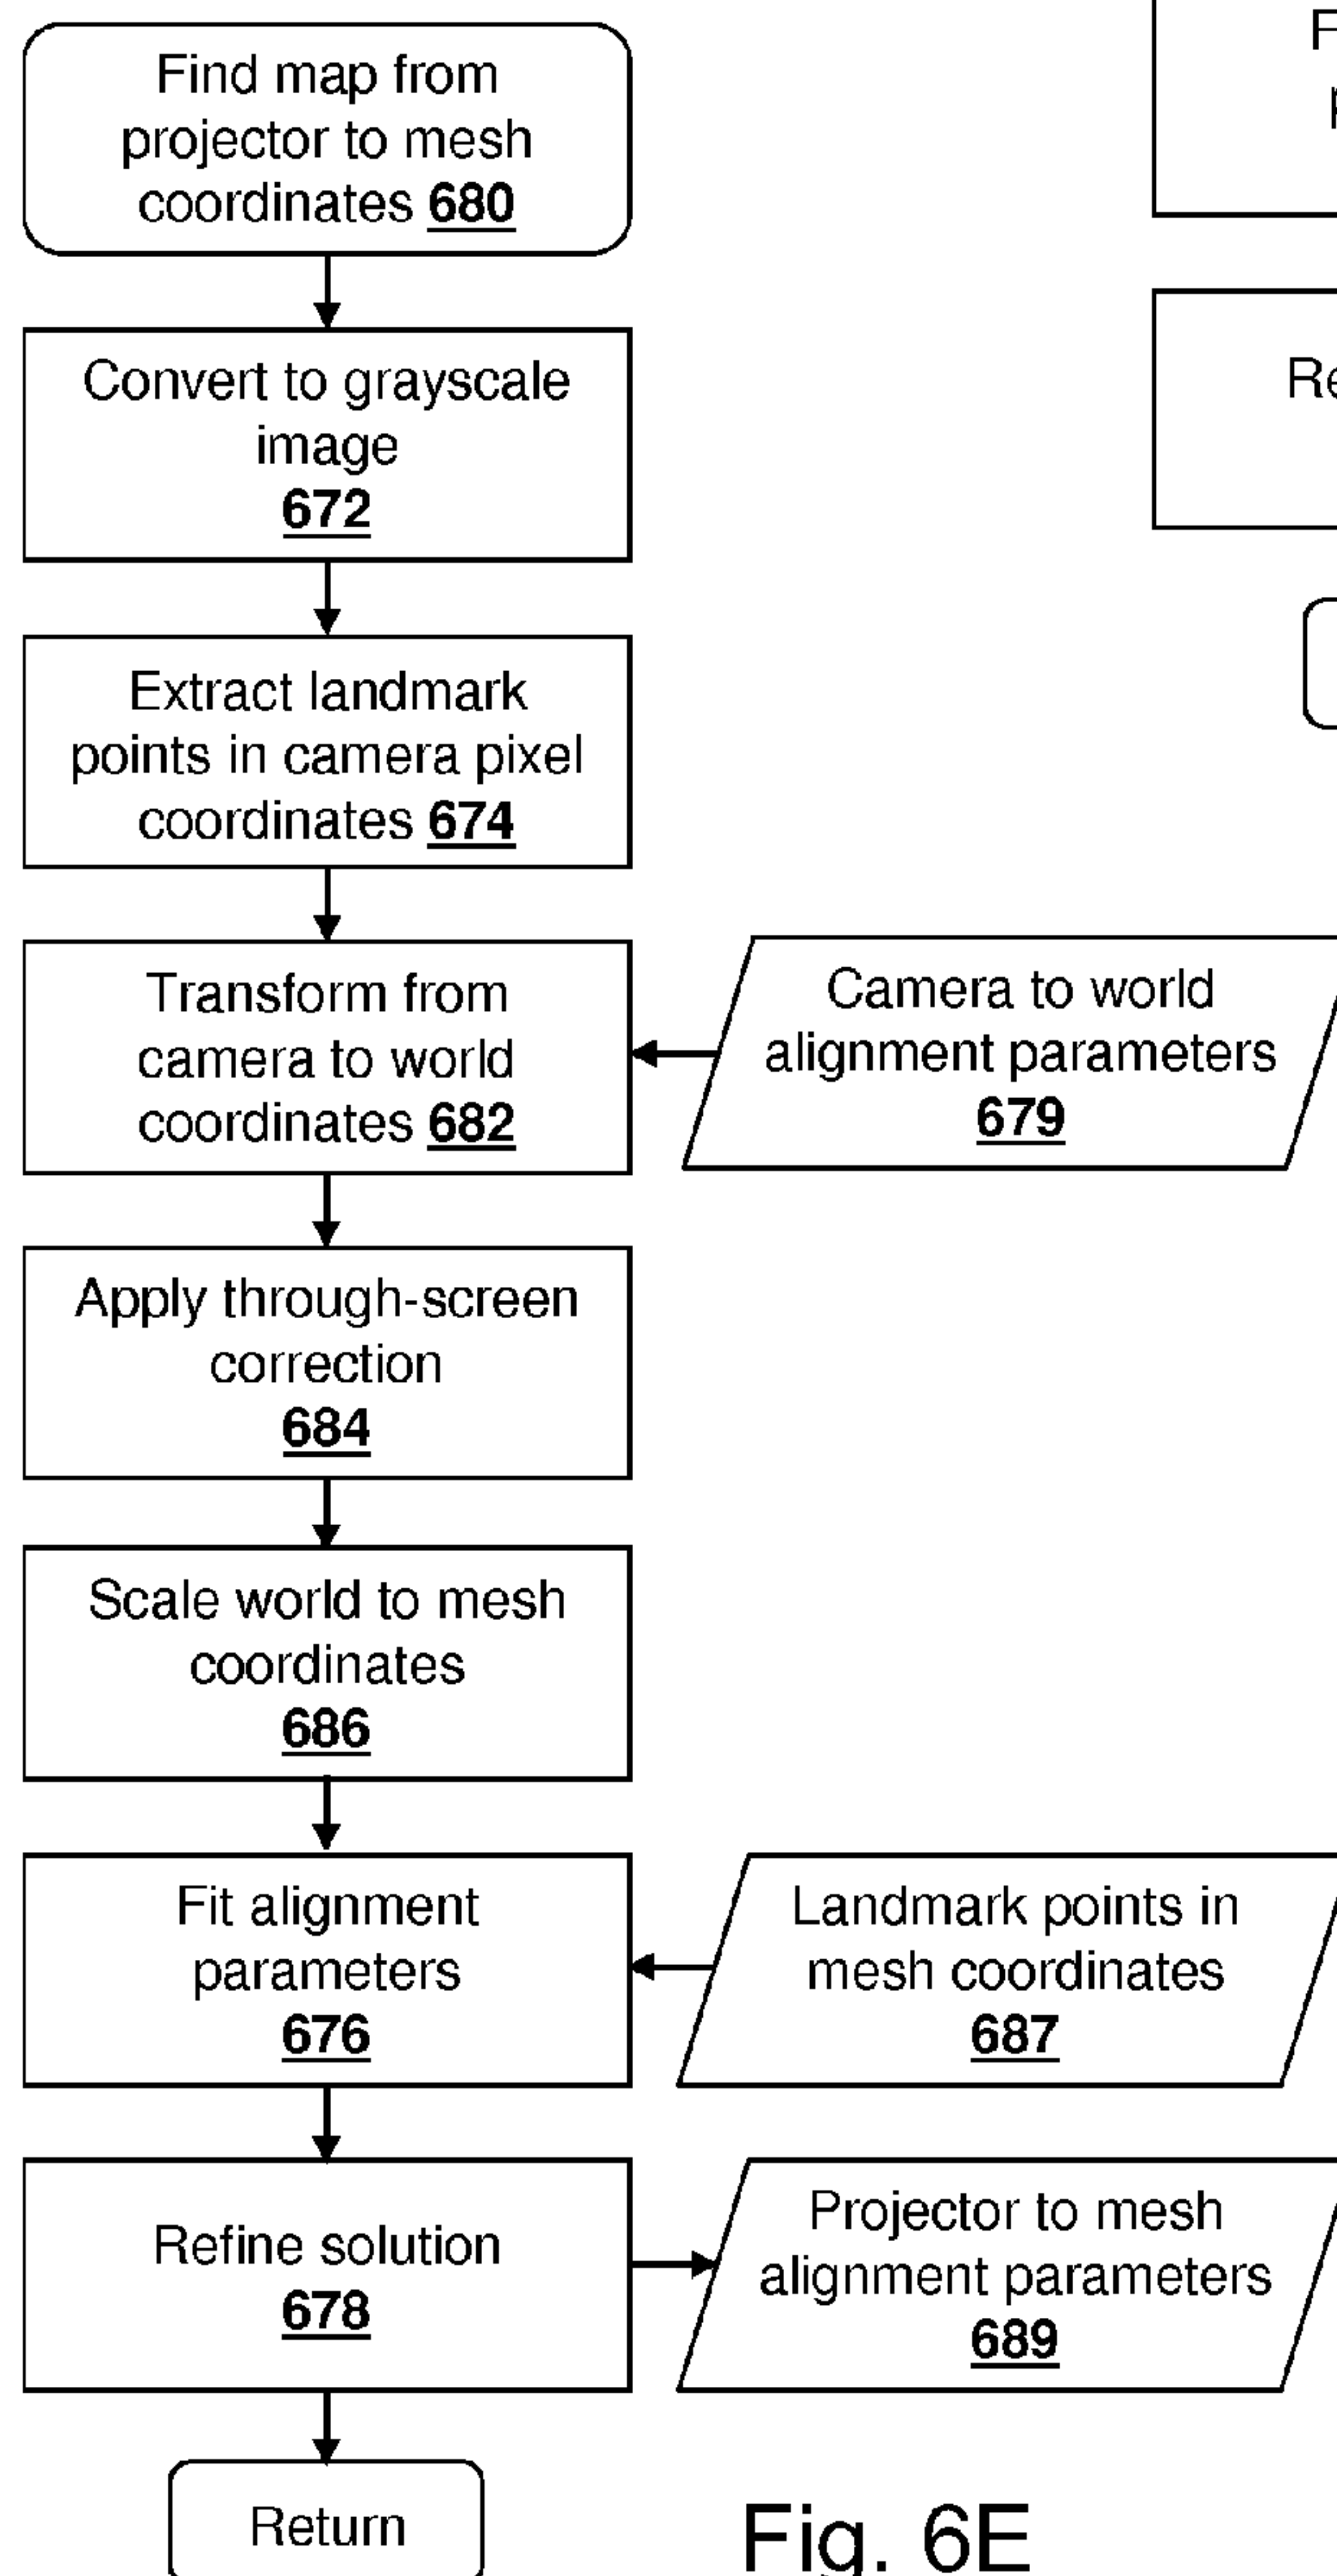 Find map from
projector to mesh
coordinates 680
Convert to grayscale
image
672
Extract landmark
points in camera pixel
coordinates 674
Transform from
camera to world
coordinates 682
Camera to world
alignment parameters
679
Apply through-screen
correction
684
Scale world to mesh
coordinates
686
Fit alignment
parameters
676
Landmark points in
mesh coordinates
687
Refine solution
678
Projector to mesh
alignment parameters
689
Return
Fig. 6E